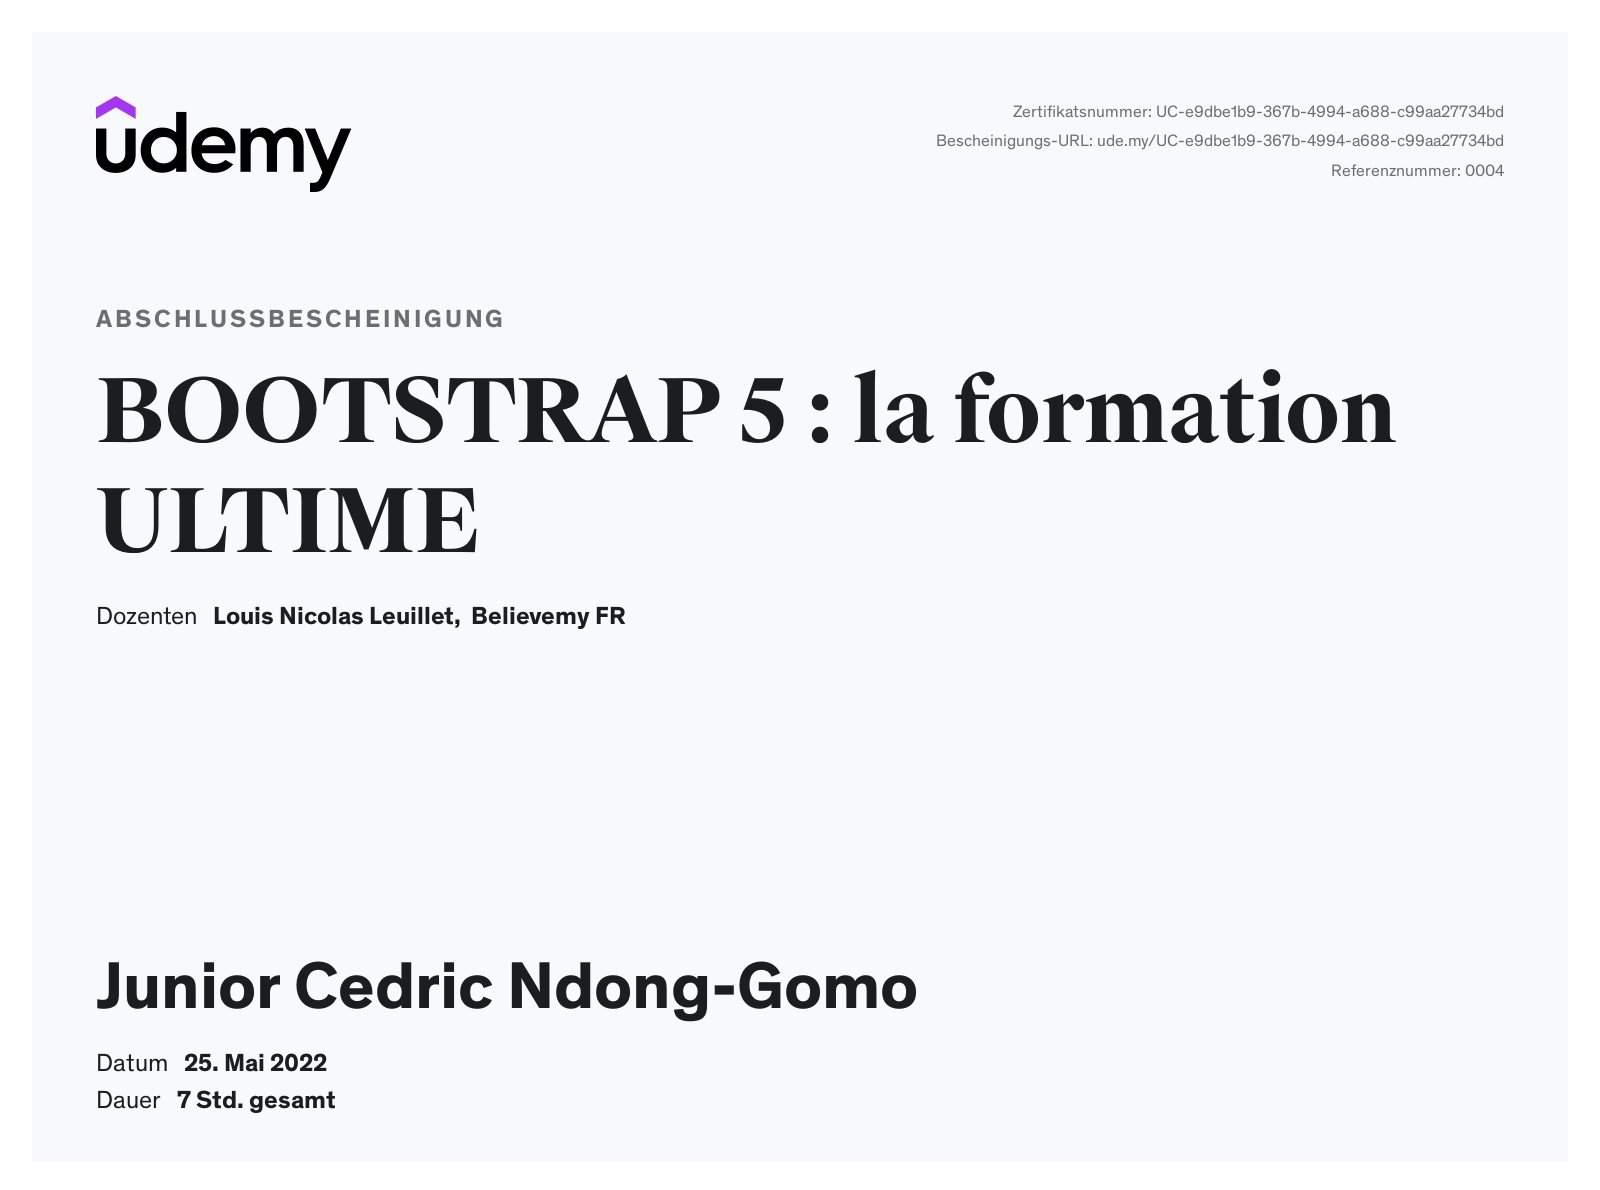 udemy
Zertifikatsnummer: UC-e9dbe1b9-367b-4994-a688-c99aa27734bd
Bescheinigungs-URL: ude.my/UC-e9dbe1b9-367b-4994-a688-c99aa27734bd
Referenznummer: 0004
ABSCHLUSSBESCHEINIGUNG
BOOTSTRAP 5 : la formation
ULTIME
Dozenten Louis Nicolas Leuillet, Believemy FR
Junior Cedric Ndong-Gomo
Datum 25. Mai 2022
Dauer 7 Std. gesamt